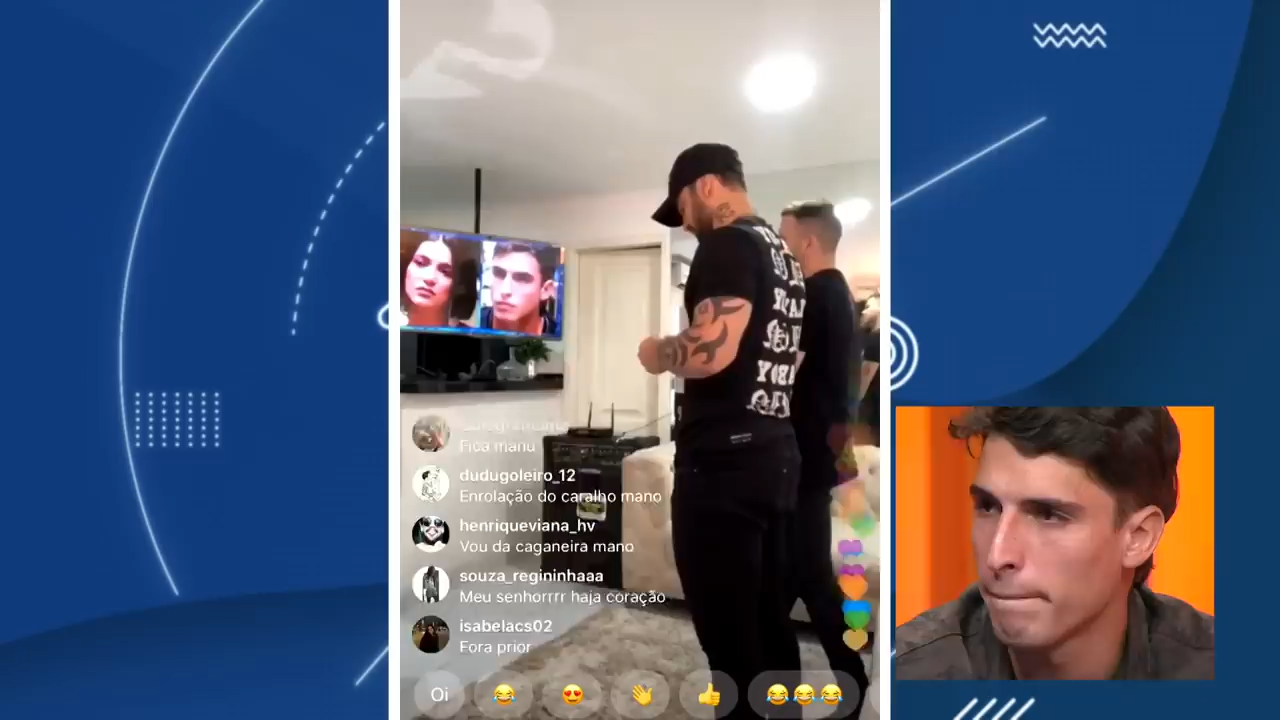 Fica manu
dudugoleiro_12
Enrolação do caralho mano
henriqueviana_hv
Vou da caganeira mano
souza_regininhaaa
Meu senhorrrr haja coração
isabelacs02
Fora prior
Oi